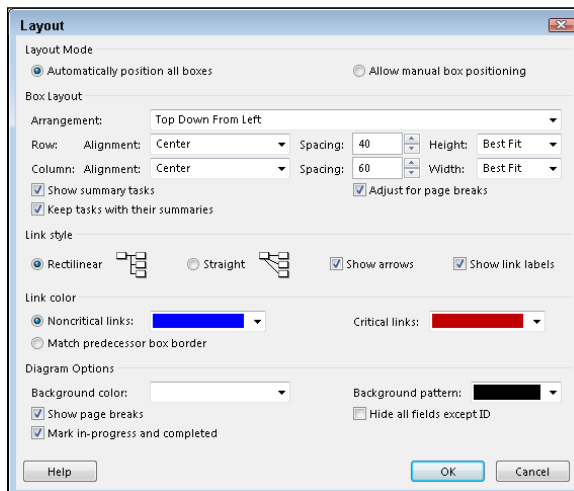 Layout
Layout Mode
Automatically position all boxes Allow manual box positioning
Box Layout
Arrangement: Top Down From Left
Row: Alignment: Center Spacing: 40 Height: Best Fit
Column: Alignment: Center Spacing: 60 Width: Best Fit
Show summary tasks Adjust for page breaks
Keep tasks with their summaries
Link style
Rectilinear Straight Show arrows Show link labels
Link color
Noncritical links: Critical links:
Match predecessor box border
Diagram Options
Background color: Background pattern:
Show page breaks Hide all fields except ID
Mark in-progress and completed
Help OK Cancel